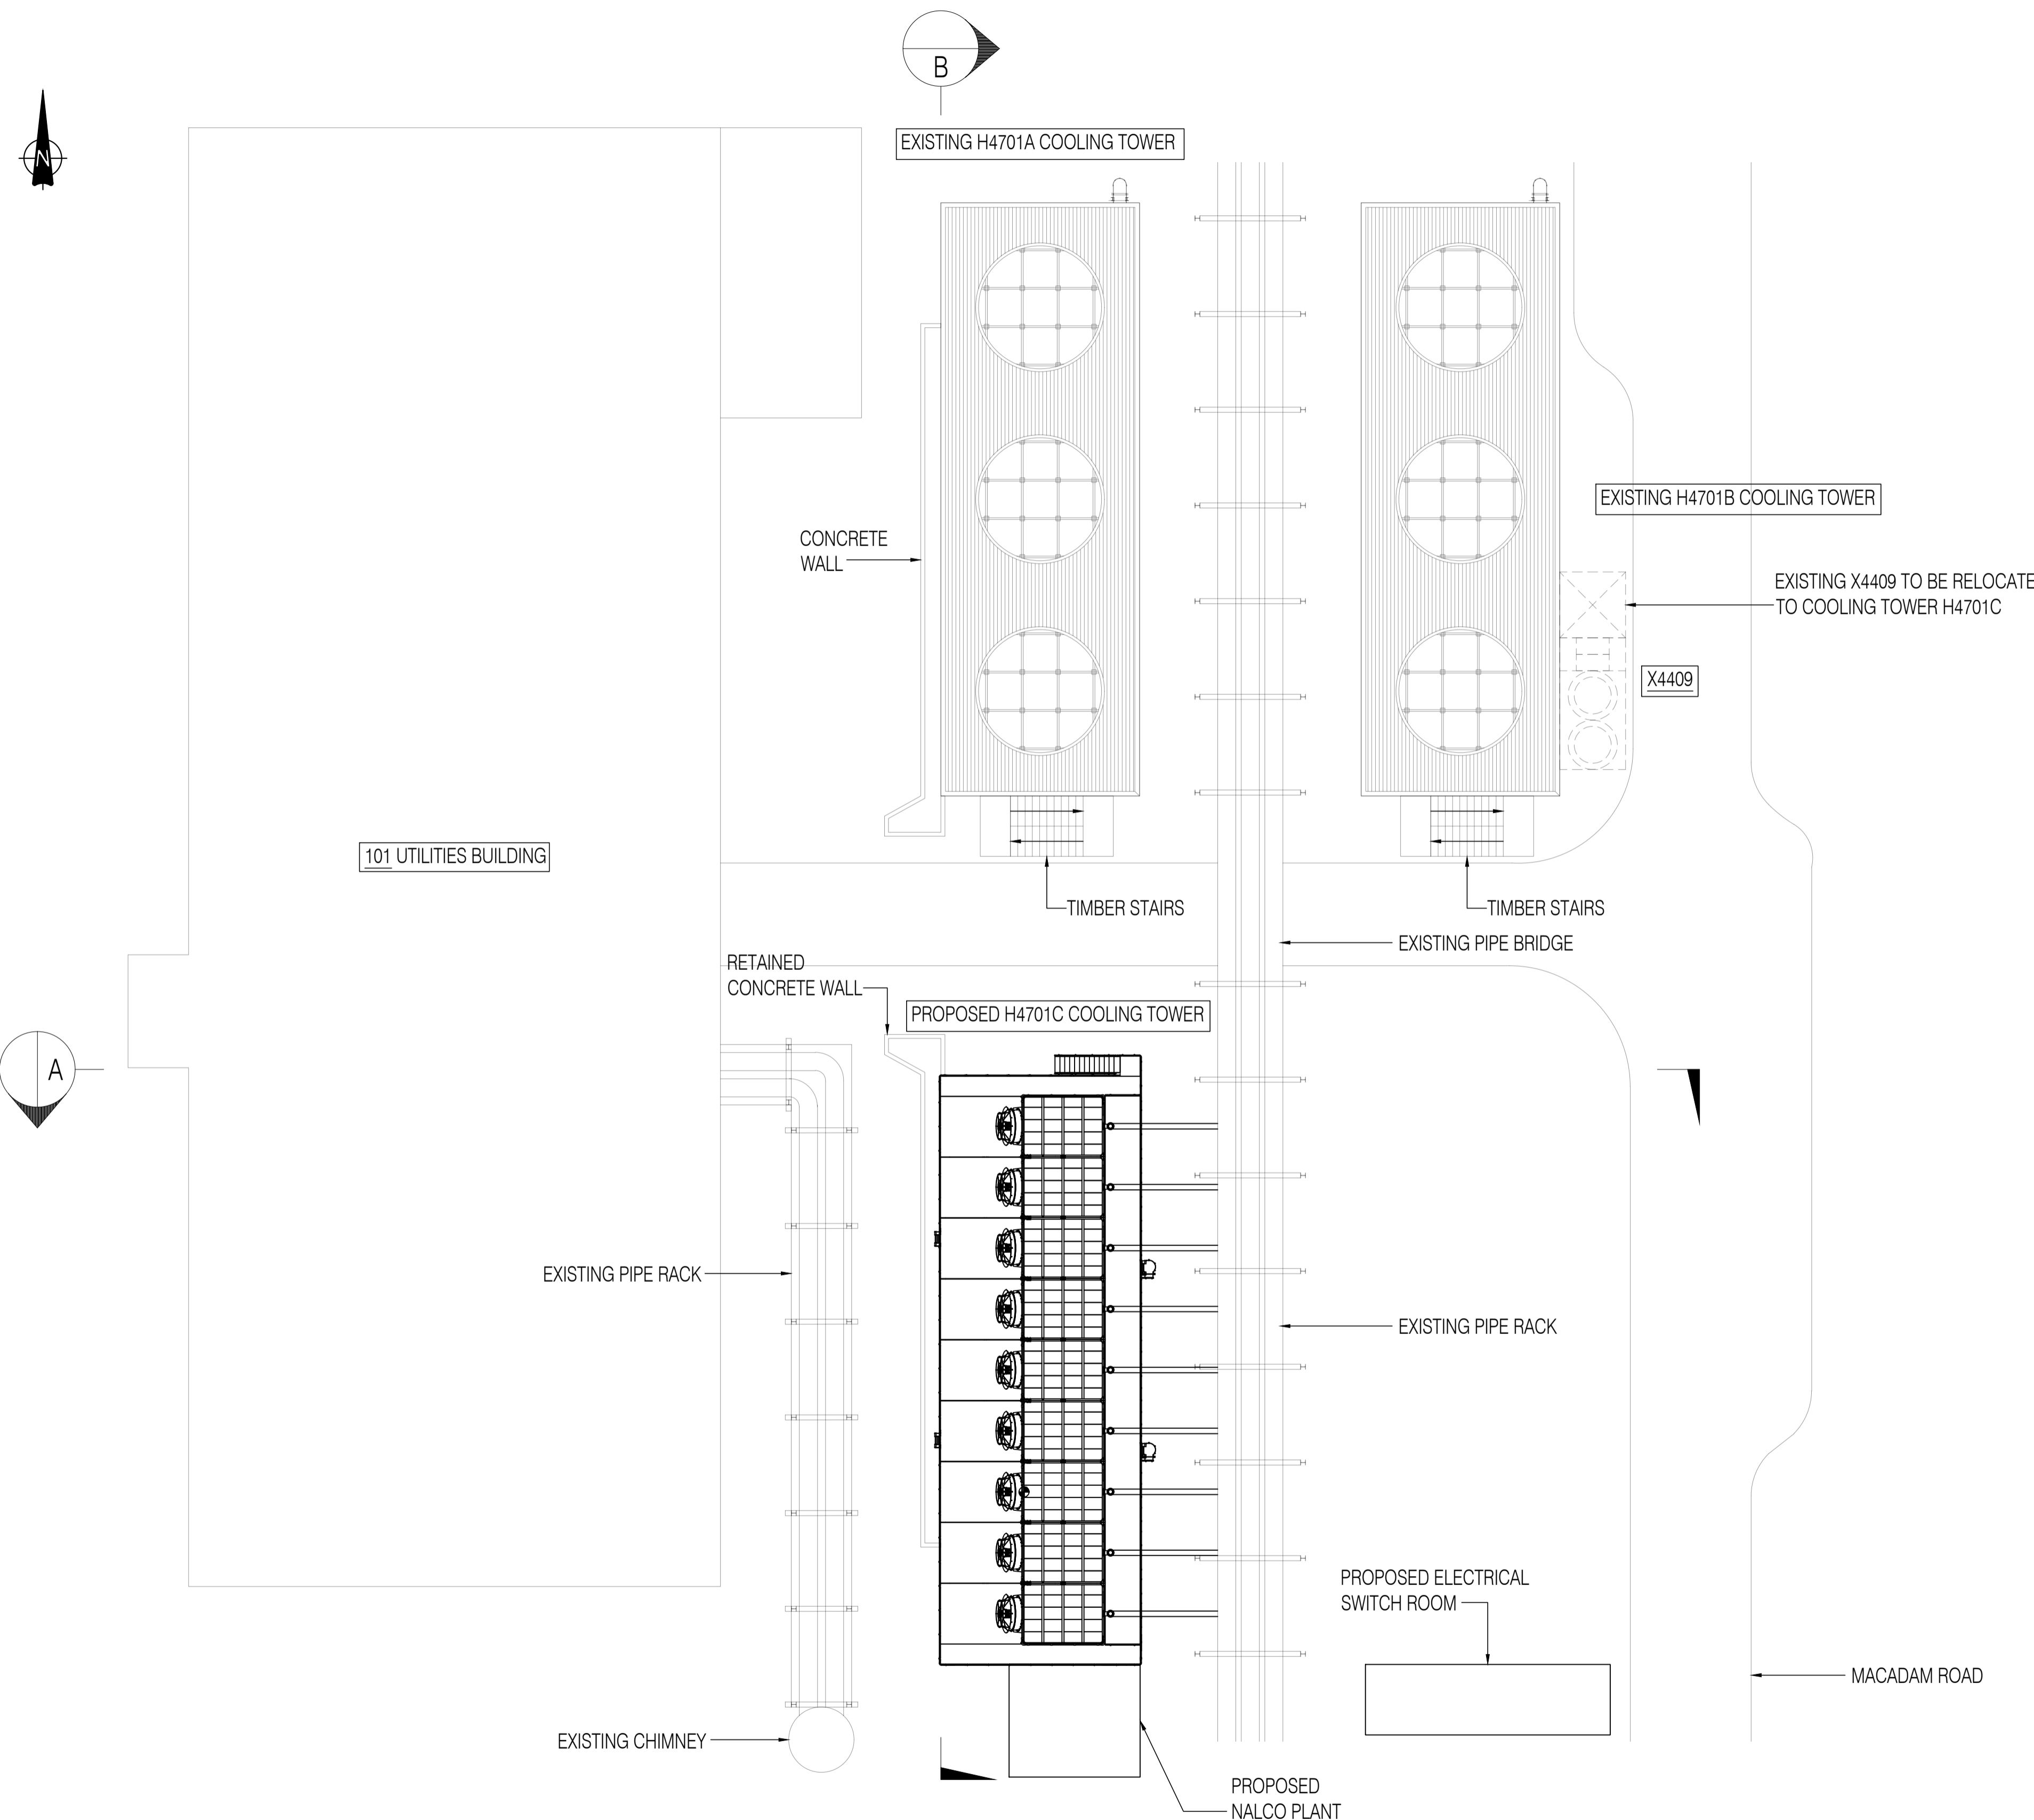 B
N
EXISTING H4701A COOLING TOWER
EXISTING H4701B COOLING TOWER
CONCRETE
WALL
EXISTING X4409 TO BE RELOCATE
TO COOLING TOWER H4701C
X4409
101 UTILITIES BUILDING
TIMBER STAIRS
TIMBER STAIRS
EXISTING PIPE BRIDGE
RETAINED
CONCRETE WALL
PROPOSED H4701C COOLING TOWER
A
EXISTING PIPE RACK
EXISTING PIPE RACK
PROPOSED ELECTRICAL
SWITCH ROOM
MACADAM ROAD
EXISTING CHIMNEY
PROPOSED
NALCO PLANT